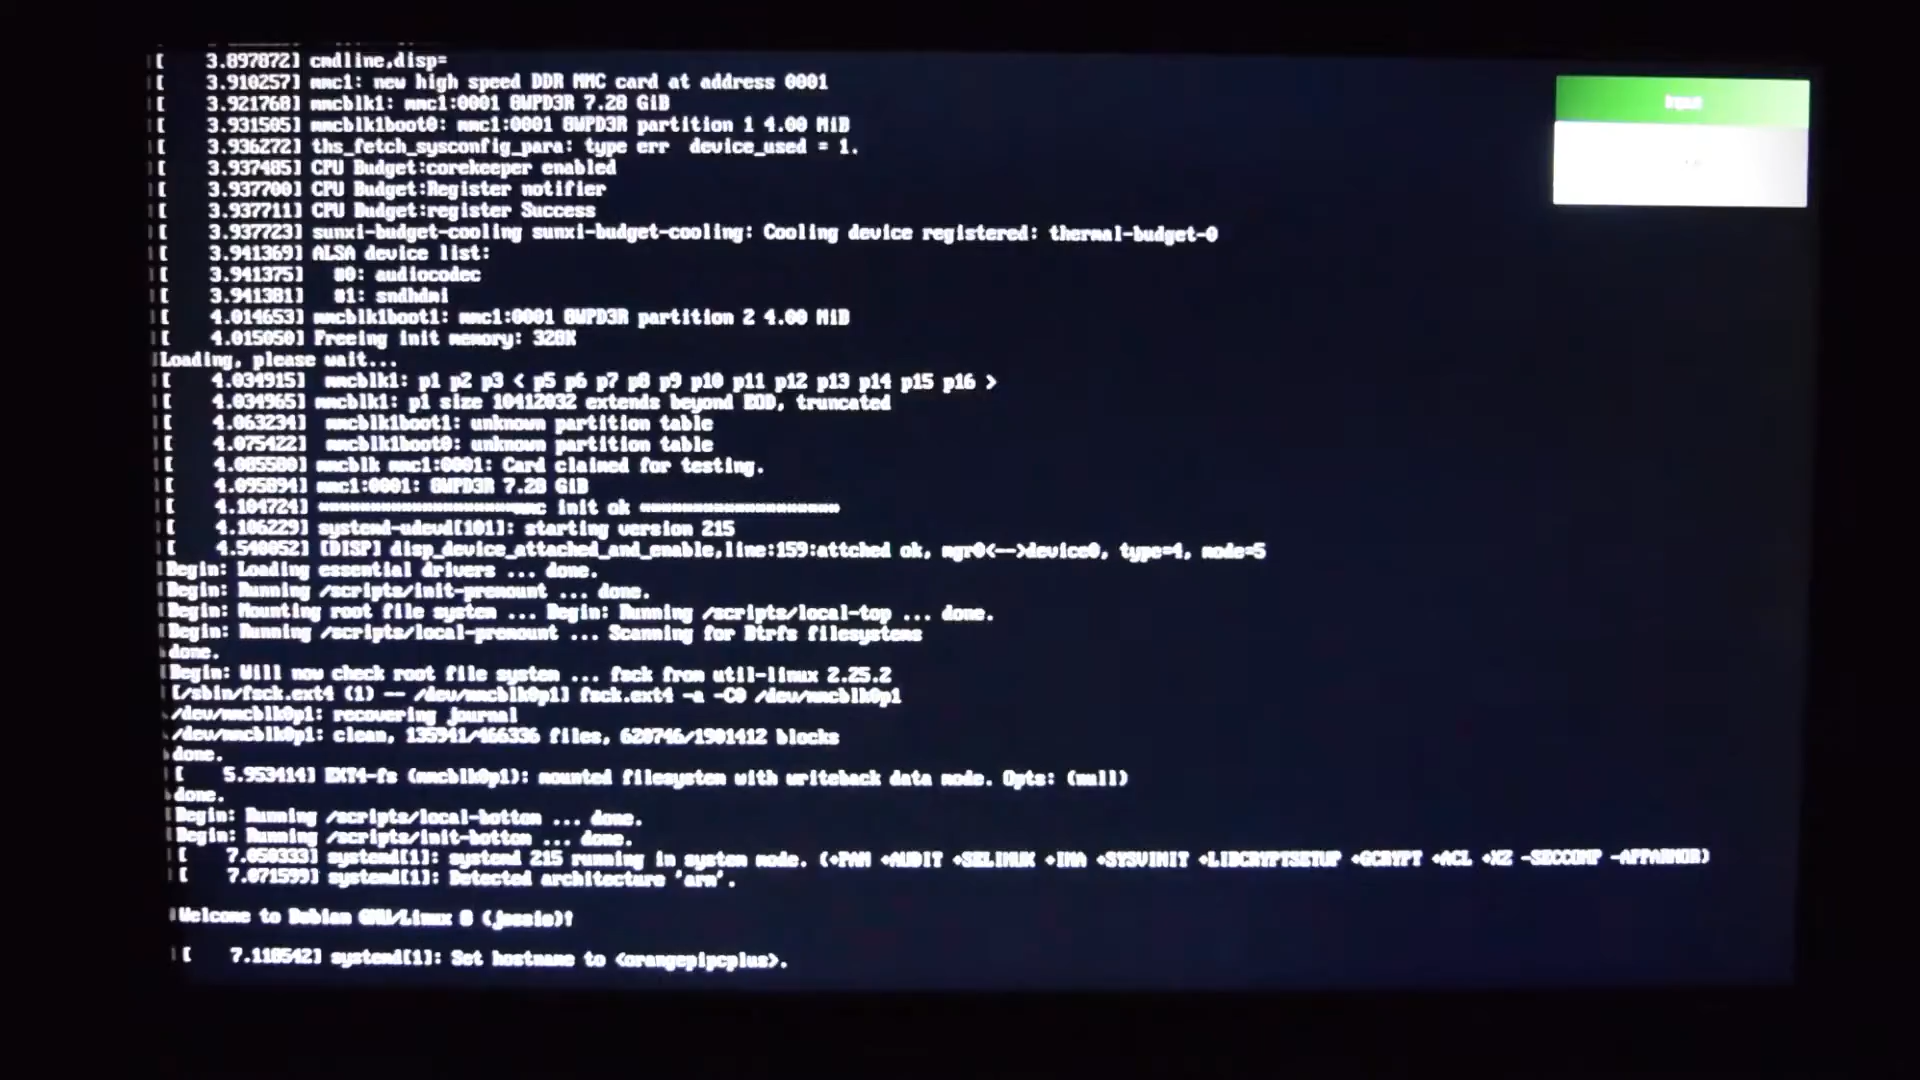 [    3.897872] cmdline,disp=
[    3.910257] mmc1: new high speed DDR MMC card at address 0001
[    3.921768] mmcblk1: mmc1:0001 8WPD3R 7.28 GiB
[    3.931505] mmcblk1boot0: mmc1:0001 8WPD3R partition 1 4.00 MiB
[    3.936272] ths_fetch_sysconfig_para: type err  device_used = 1.
[    3.937485] CPU Budget:corekeeper enabled
[    3.937700] CPU Budget:Register notifier
[    3.937711] CPU Budget:register Success
[    3.937723] sunxi-budget-cooling sunxi-budget-cooling: Cooling device registered: thermal-budget-0
[    3.941369] ALSA device list:
[    3.941375]   #0: audiocodec
[    3.941381]   #1: sndhdmi
[    4.014653] mmcblk1boot1: mmc1:0001 8WPD3R partition 2 4.00 MiB
[    4.015050] Freeing init memory: 328K
Loading, please wait...
[    4.034915]  mmcblk1: p1 p2 p3 < p5 p6 p7 p8 p9 p10 p11 p12 p13 p14 p15 p16 >
[    4.034965] mmcblk1: p1 size 10412032 extends beyond EOD, truncated
[    4.063234]  mmcblk1boot1: unknown partition table
[    4.075422]  mmcblk1boot0: unknown partition table
[    4.085580] mmcblk mmc1:0001: Card claimed for testing.
[    4.095894] mmc1:0001: 8WPD3R 7.28 GiB
[    4.104724] mmc init ok
[    4.106229] systemd-udevd[101]: starting version 215
[    4.540052] [DISP] disp_device_attached_and_enable,line:159:attched ok, mgr0<-->device0, type=4, mode=5
Begin: Loading essential drivers ... done.
Begin: Running /scripts/init-premount ... done.
Begin: Mounting root file system ... Begin: Running /scripts/local-top ... done.
Begin: Running /scripts/local-premount ... Scanning for Btrfs filesystems
done.
Begin: Will now check root file system ... fsck from util-linux 2.25.2
[/sbin/fsck.ext4 (1) -- /dev/mmcblk0p1] fsck.ext4 -a -C0 /dev/mmcblk0p1
/dev/mmcblk0p1: recovering journal
/dev/mmcblk0p1: clean, 135941/466336 files, 620746/1901412 blocks
done.
[    5.953414] EXT4-fs (mmcblk0p1): mounted filesystem with writeback data mode. Opts: (null)
done.
Begin: Running /scripts/local-bottom ... done.
Begin: Running /scripts/init-bottom ... done.
[    7.050333] systemd[1]: systemd 215 running in system mode. (+PAM +AUDIT +SELINUX +IMA +SYSVINIT +LIBCRYPTSETUP +GCRYPT +ACL +XZ -SECCOMP -APPARMOR)
[    7.071599] systemd[1]: Detected architecture 'arm'.
Welcome to Debian GNU/Linux 8 (jessie)!
[    7.118542] systemd[1]: Set hostname to <orangepipcplus>.
Input